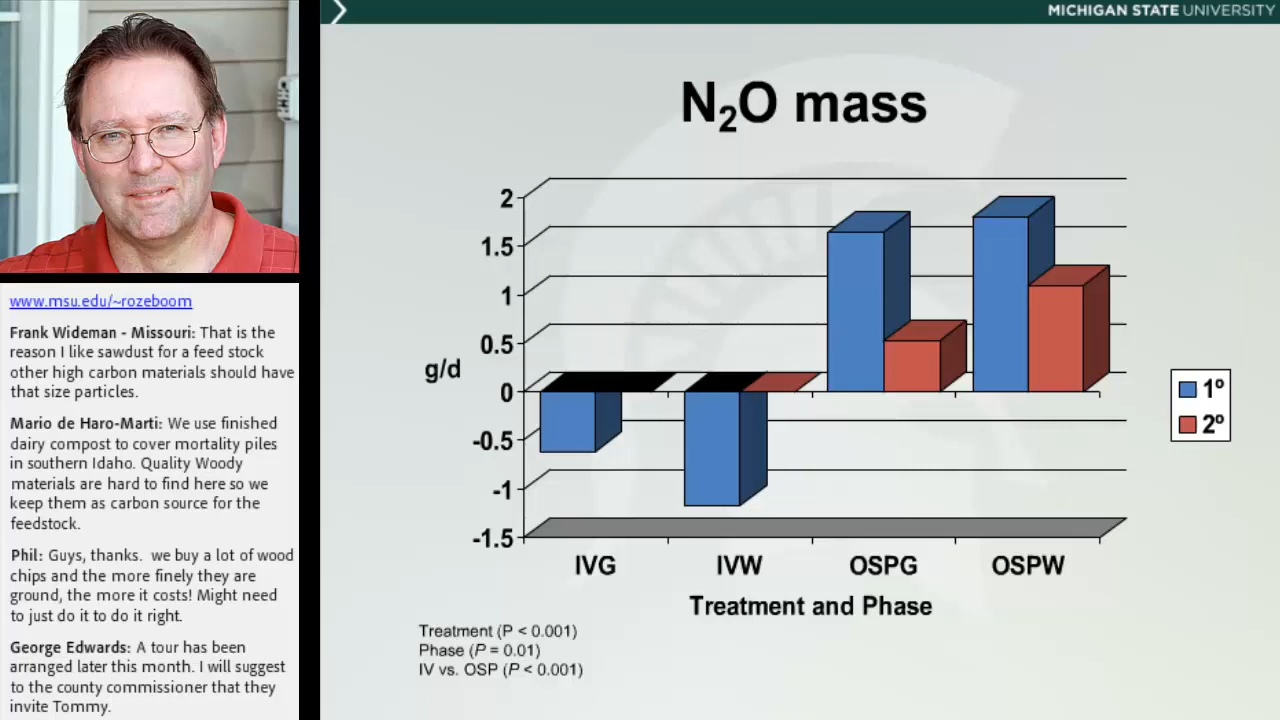 MICHIGAN STATE UNIVERSITY
N₂O mass
2
1.5
1
0.5
0
-0.5
-1
-1.5
g/d
IVG IVW OSPG OSPW
Treatment and Phase
1º
2º
Treatment (P < 0.001)
Phase (P = 0.01)
IV vs. OSP (P < 0.001)
www.msu.edu/~rozeboom
Frank Wideman - Missouri: That is the
reason I like sawdust for a feed stock
other high carbon materials should have
that size particles.
Mario de Haro-Marti: We use finished
dairy compost to cover mortality piles
in southern Idaho. Quality Woody
materials are hard to find here so we
keep them as carbon source for the
feedstock.
Phil: Guys, thanks.  we buy a lot of wood
chips and the more finely they are
ground, the more it costs! Might need
to just do it to do it right.
George Edwards: A tour has been
arranged later this month. I will suggest
to the county commissioner that they
invite Tommy.